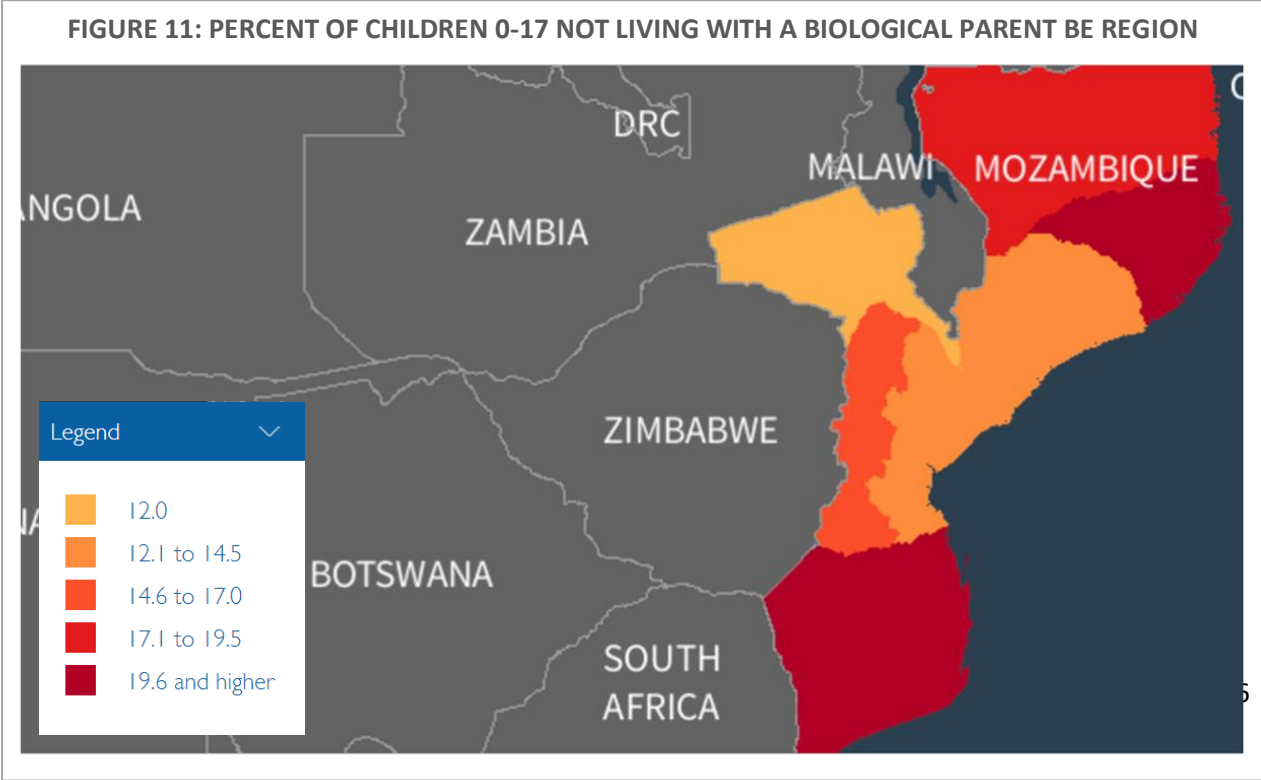 FIGURE 11: PERCENT OF CHILDREN 0-17 NOT LIVING WITH A BIOLOGICAL PARENT BE REGION
DRC
MALAWI
MOZAMBIQUE
NGOLA
ZAMBIA
ZIMBABWE
BOTSWANA
SOUTH
AFRICA
Legend
12.0
12.1 to 14.5
14.6 to 17.0
17.1 to 19.5
19.6 and higher